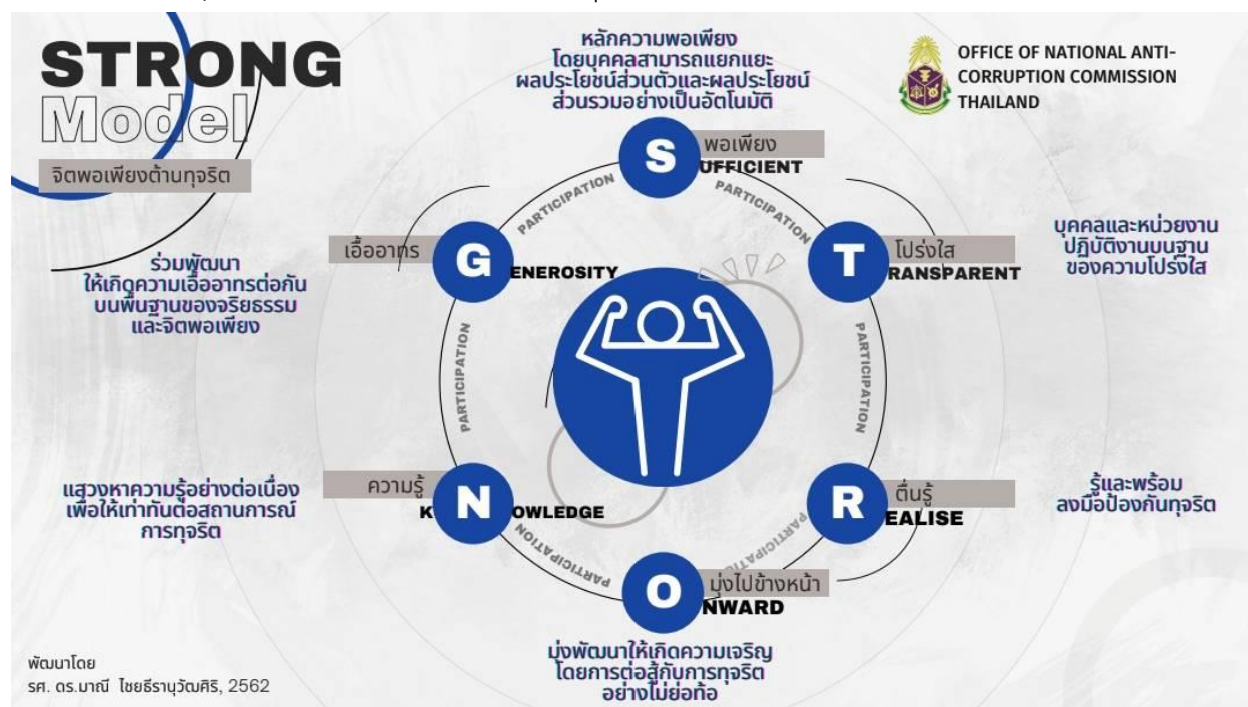 STRONG
Model
จิตพอเพียงต้านทุจริต
หลักความพอเพียง
โดยบุคคลสามารถแยกแยะ
ผลประโยชน์ส่วนตัวและผลประโยชน์
ส่วนรวมอย่างเป็นอัตโนมัติ
OFFICE OF NATIONAL ANTI-
CORRUPTION COMMISSION
THAILAND
พอเพียง
SUFFICIENT
PARTICIPATION
โปร่งใส
TRANSPARENT
บุคคลและหน่วยงาน
ปฏิบัติงานบนฐาน
ของความโปร่งใส
PARTICIPATION
ตื่นรู้
REALISE
รู้และพร้อม
ลงมือป้องกันทุจริต
PARTICIPATION
มุ่งไปข้างหน้า
ONWARD
มุ่งพัฒนาให้เกิดความเจริญ
โดยการต่อสู้กับการทุจริต
อย่างไม่ย่อท้อ
PARTICIPATION
ความรู้
KNOWLEDGE
แสวงหาความรู้อย่างต่อเนื่อง
เพื่อให้เท่าทันต่อสถานการณ์
การทุจริต
PARTICIPATION
เอื้ออาทร
GENEROSITY
ร่วมพัฒนา
ให้เกิดความเอื้ออาทรต่อกัน
บนพื้นฐานของจริยธรรม
และจิตพอเพียง
PARTICIPATION
พัฒนาโดย
รศ. ดร.มาณี ไชยธีรานุวัฒศิริ, 2562